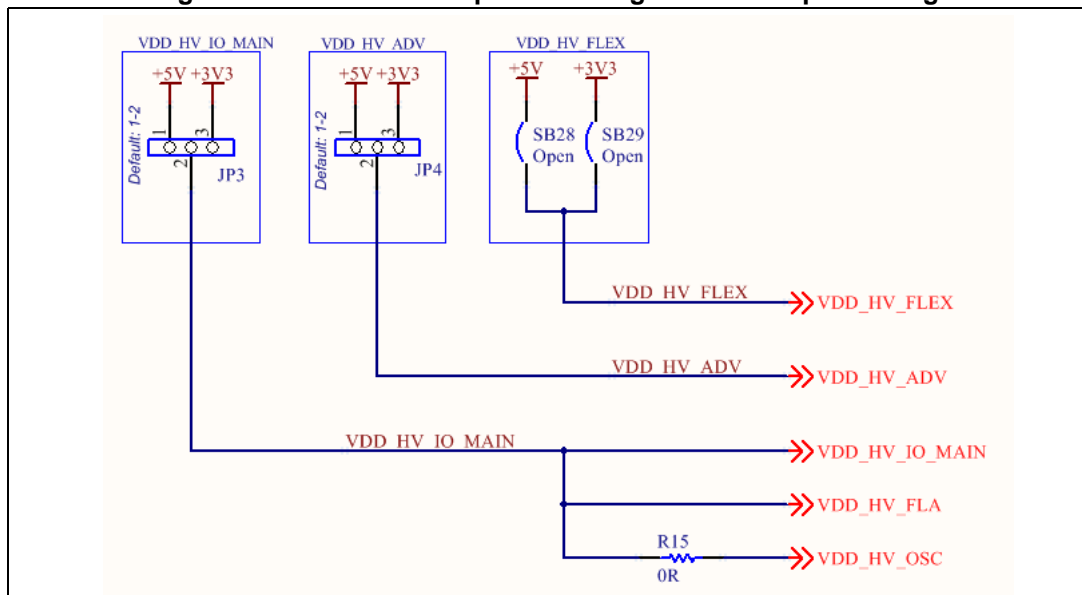 VDD_HV_IO_MAIN
+5V +3V3
Default: 1-2
1
3
2
JP3
VDD_HV_ADV
+5V +3V3
Default: 1-2
1
3
2
JP4
VDD_HV_FLEX
+5V +3V3
SB28
Open
SB29
Open
VDD_HV_FLEX
VDD_HV_FLEX
VDD_HV_ADV
VDD_HV_ADV
VDD_HV_IO_MAIN
VDD_HV_IO_MAIN
VDD_HV_FLA
R15
0R
VDD_HV_OSC